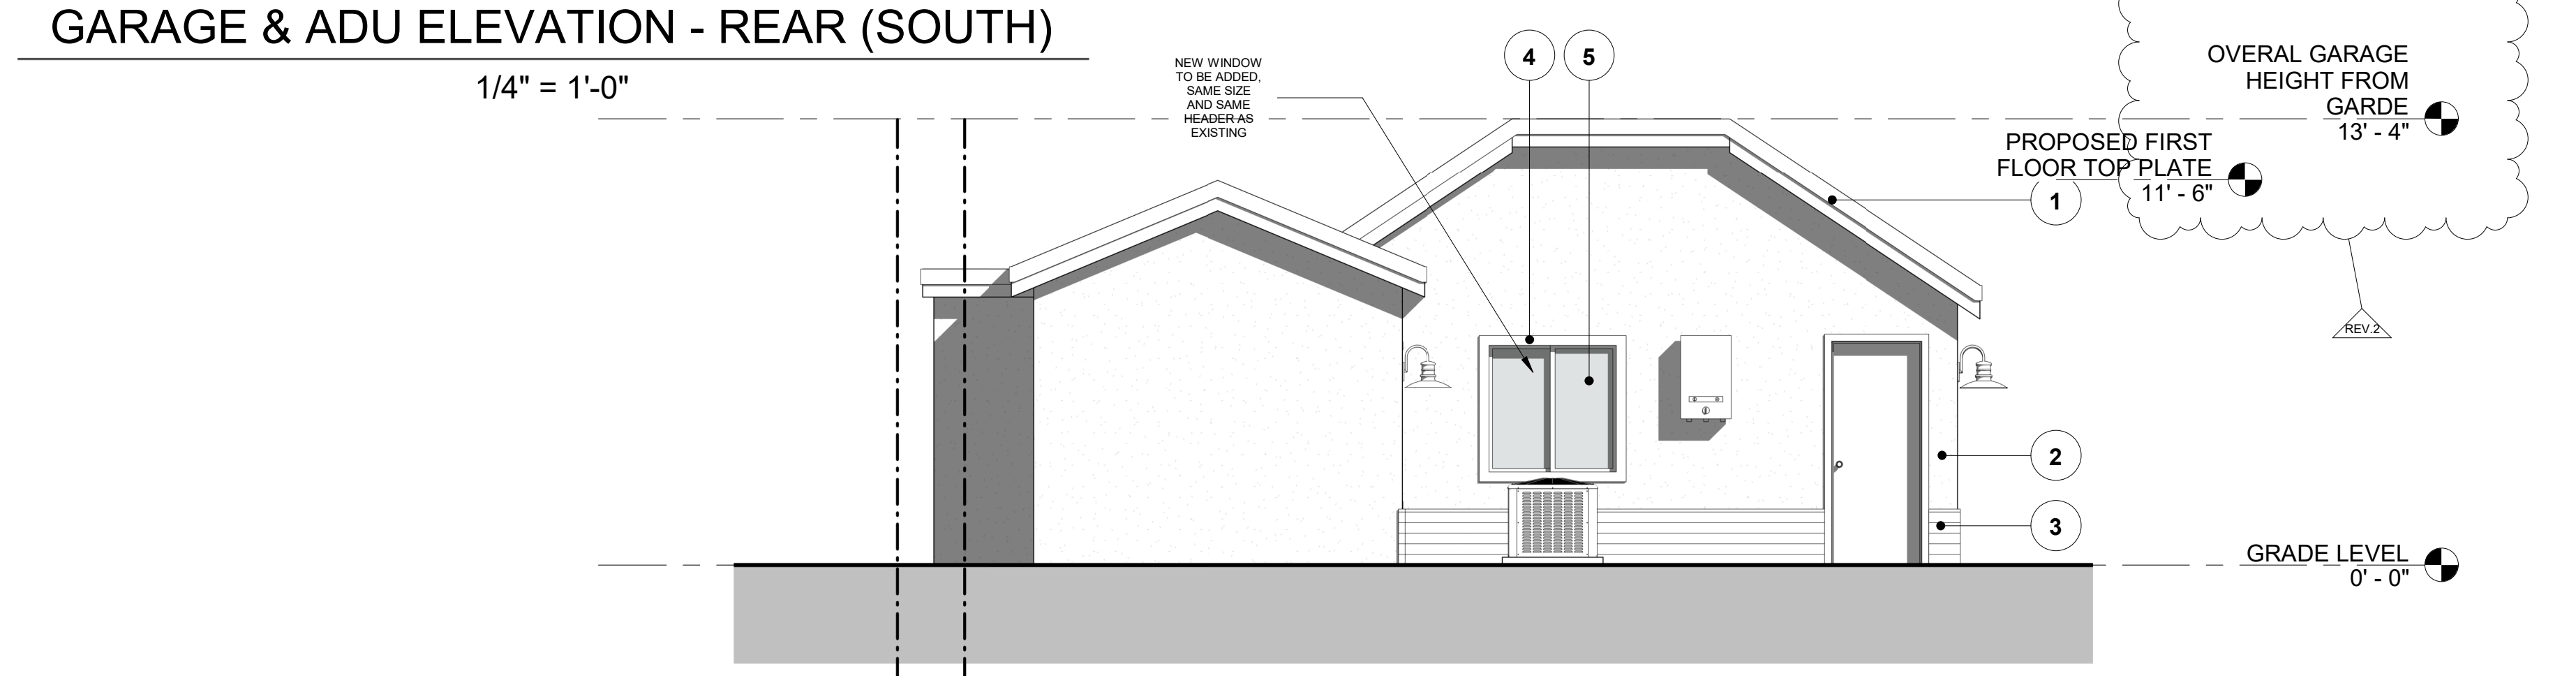 GARAGE & ADU ELEVATION - REAR (SOUTH)
1/4" = 1'-0"
NEW WINDOW
TO BE ADDED,
SAME SIZE
AND SAME
HEADER AS
EXISTING
4
5
OVERAL GARAGE
HEIGHT FROM
GARDE
13' - 4"
PROPOSED FIRST
FLOOR TOP PLATE
11' - 6"
1
REV.2
2
3
GRADE LEVEL
0' - 0"